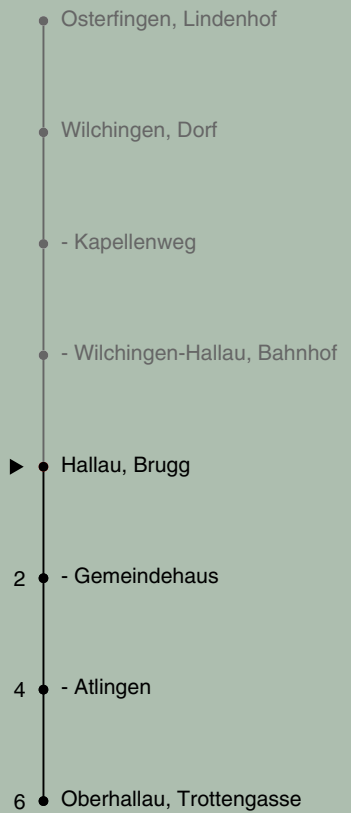 Osterfingen, Lindenhof
Wilchingen, Dorf
- Kapellenweg
- Wilchingen-Hallau, Bahnhof
Hallau, Brugg
2 - Gemeindehaus
4 - Atlingen
6 Oberhallau, Trottengasse